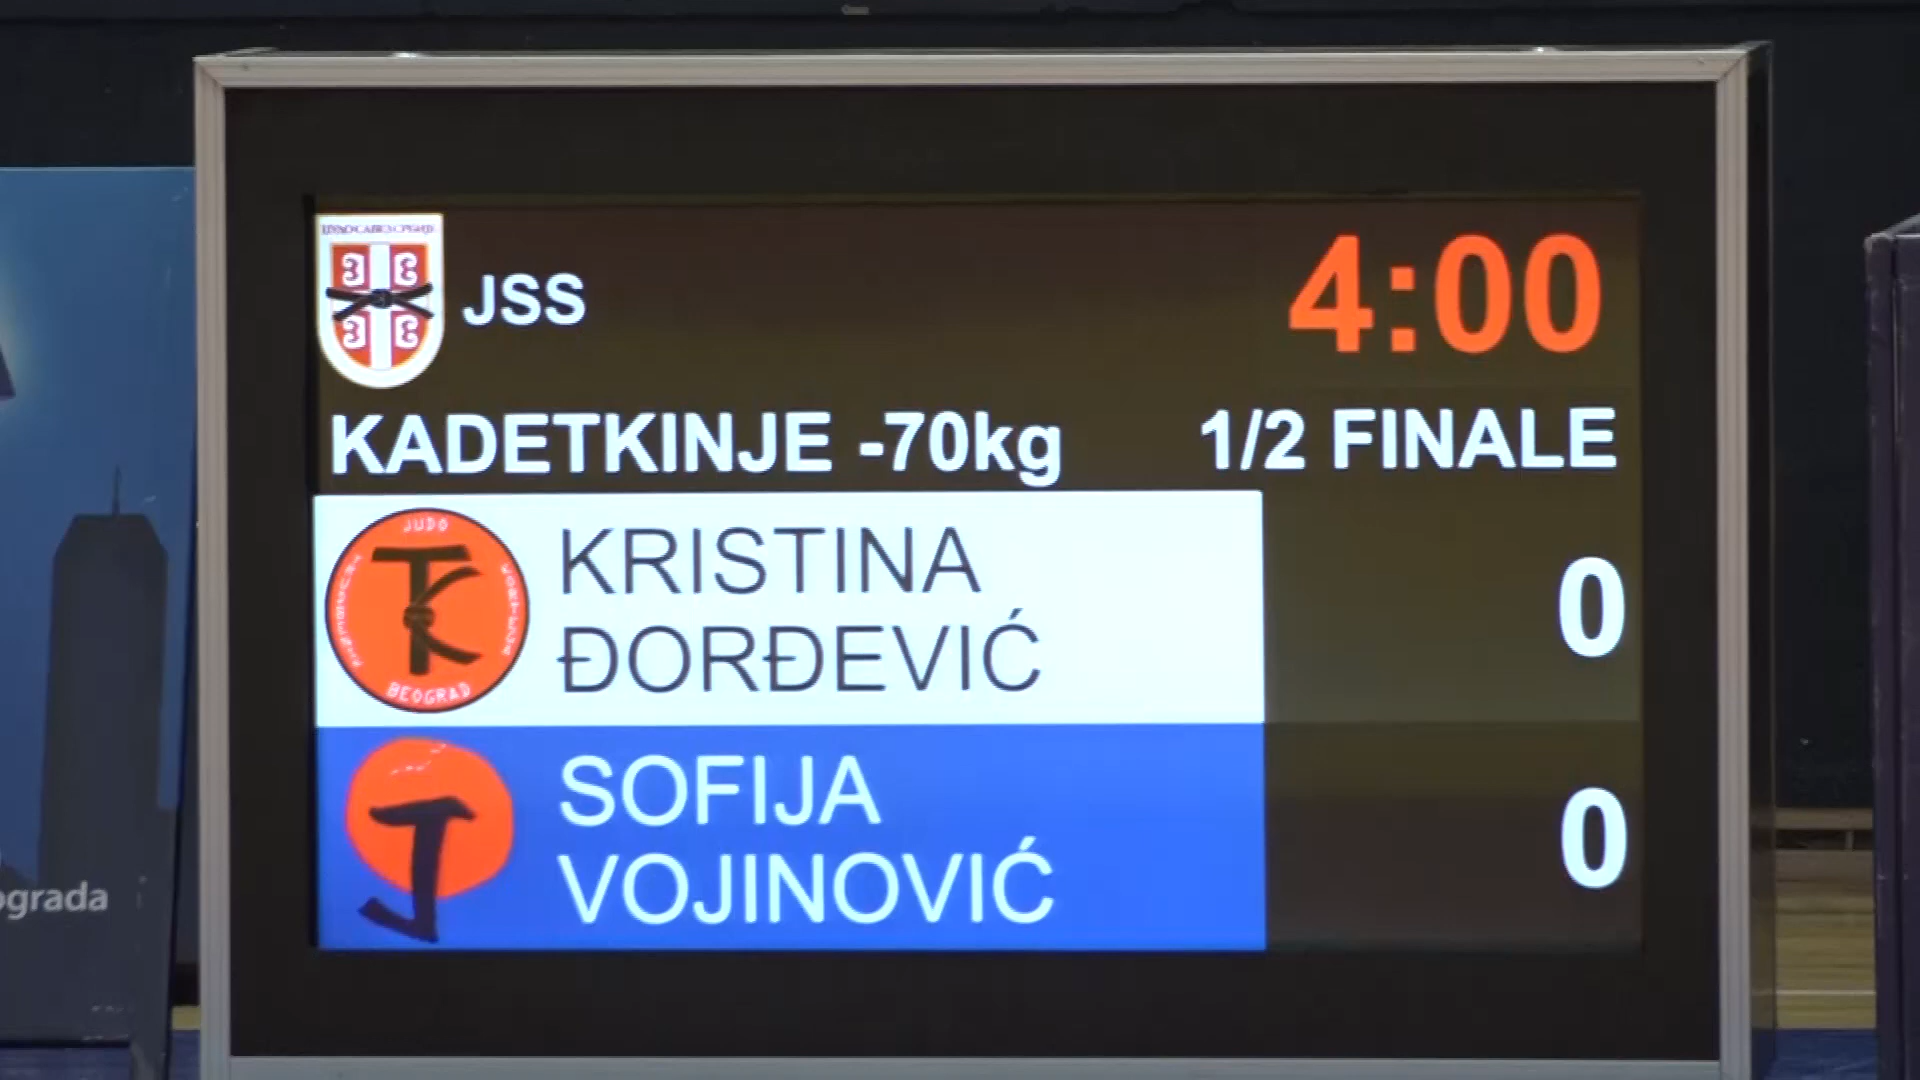 JSS
4:00
KADETKINJE -70kg
1/2 FINALE
JUDO
BEOGRAD
KRISTINA
ĐORĐEVIĆ
0
SOFIJA
VOJINOVIĆ
0
ograda